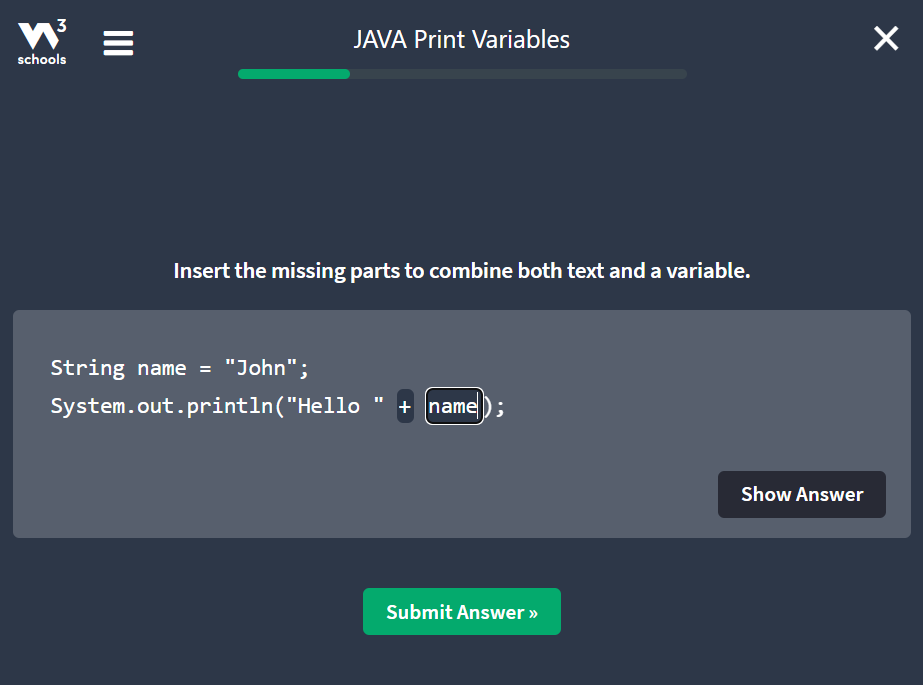 W3
schools
JAVA Print Variables
Insert the missing parts to combine both text and a variable.
String name = "John";
System.out.println("Hello " + name);
Show Answer
Submit Answer »